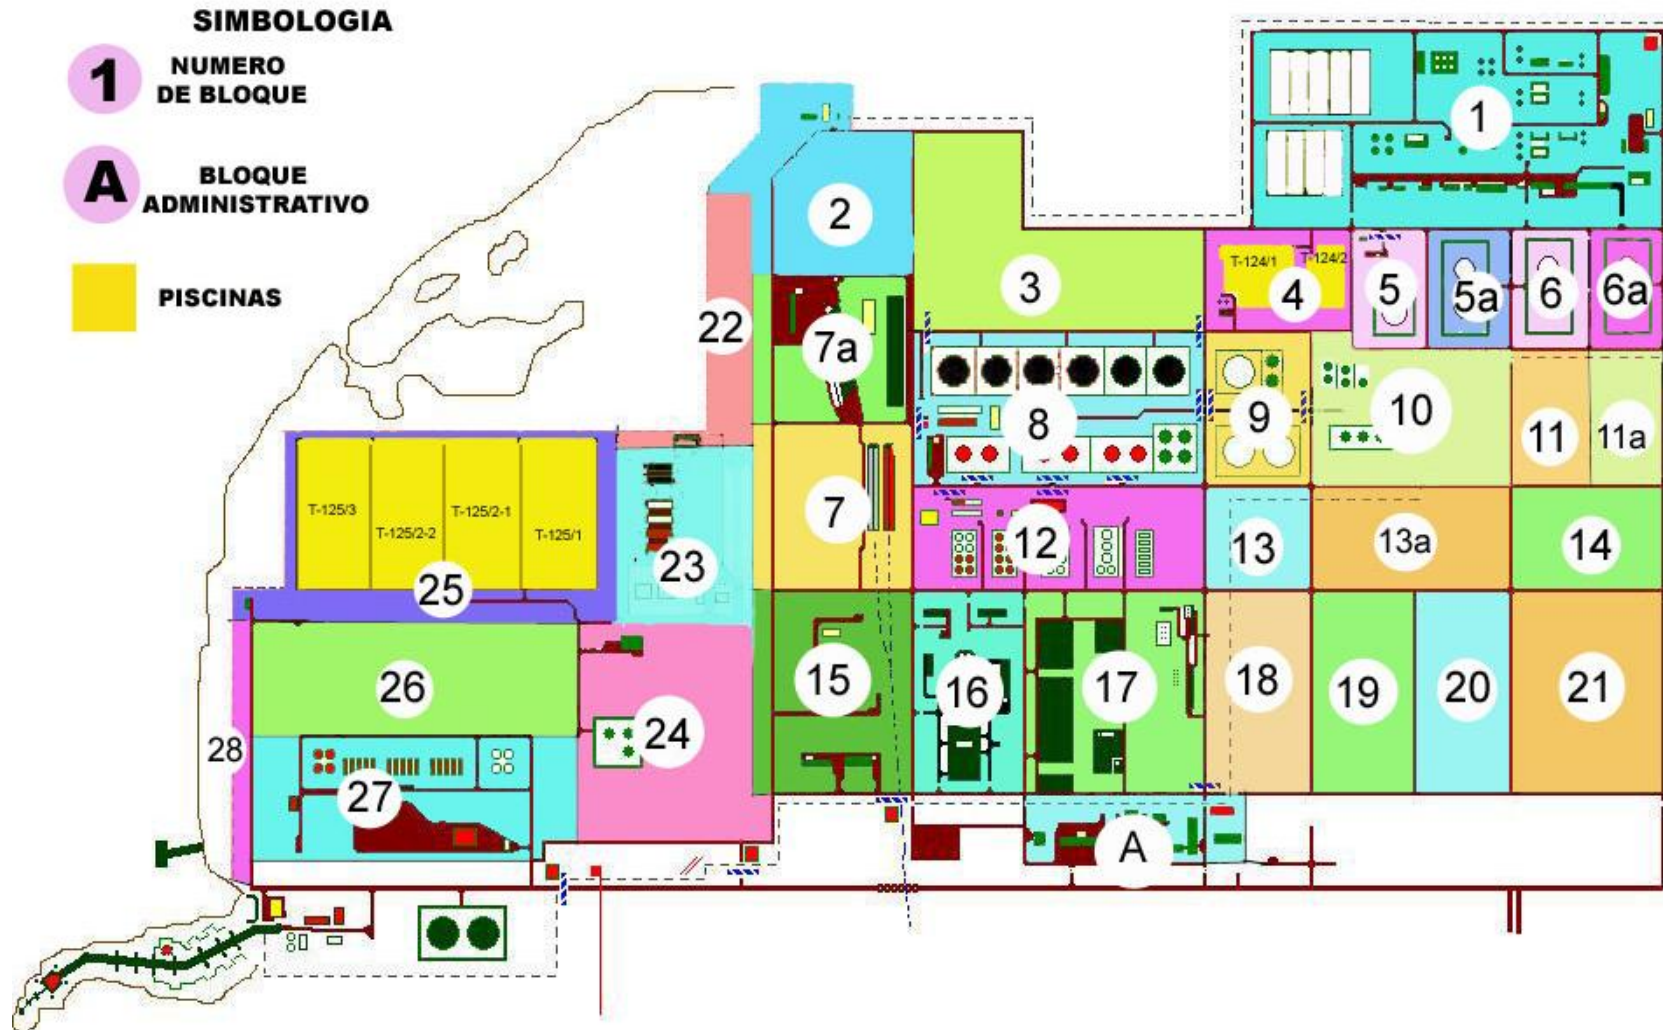 SIMBOLOGIA
1 NUMERO
DE BLOQUE
A BLOQUE
ADMINISTRATIVO
PISCINAS
1
2
3
T-124/1 T-124/2
4
5
5a
6
6a
22
7a
8
9
10
11
11a
T-125/3
T-125/2-2
T-125/2-1
T-125/1
25
23
7
12
13
13a
14
26
24
15
16
17
18
19
20
21
28
27
A